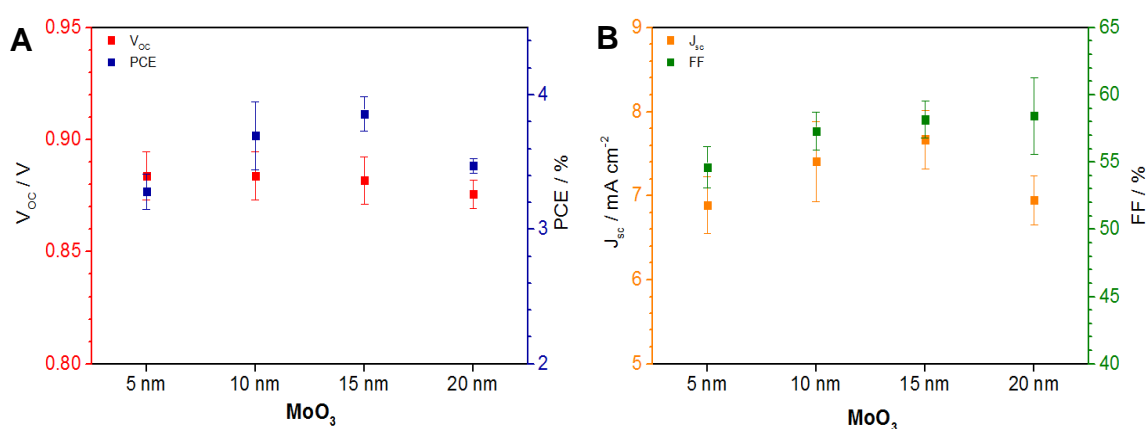 A
V_OC
PCE
0.95
0.90
0.85
0.80
V_OC / V
4
3
2
PCE / %
5 nm 10 nm 15 nm 20 nm
MoO₃
B
J_sc
FF
9
8
7
6
5
J_sc / mA cm⁻²
65
60
55
50
45
40
FF / %
5 nm 10 nm 15 nm 20 nm
MoO₃